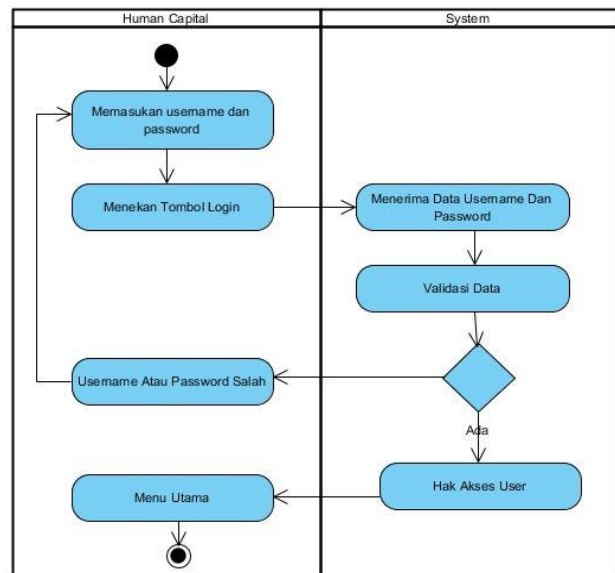 Human Capital
System
Memasukan username dan
password
Menekan Tombol Login
Menerima Data Username Dan
Password
Validasi Data
Username Atau Password Salah
Ada
Hak Akses User
Menu Utama